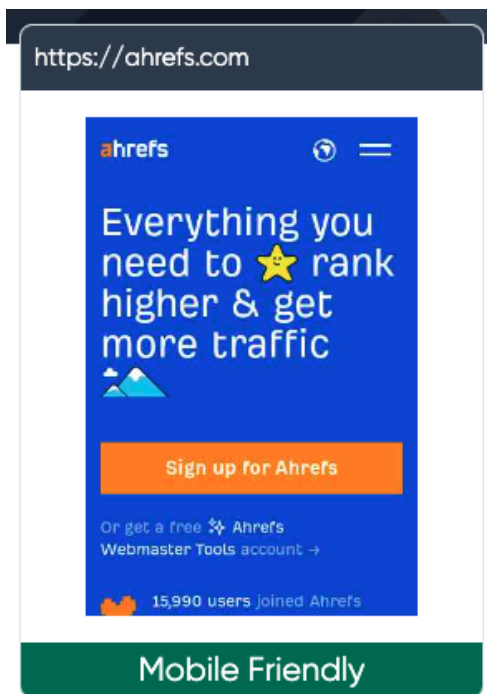 https://ahrefs.com
ahrefs
Everything you
need to rank
higher & get
more traffic
Sign up for Ahrefs
Or get a free Ahrefs
Webmaster Tools account →
15,990 users joined Ahrefs
Mobile Friendly